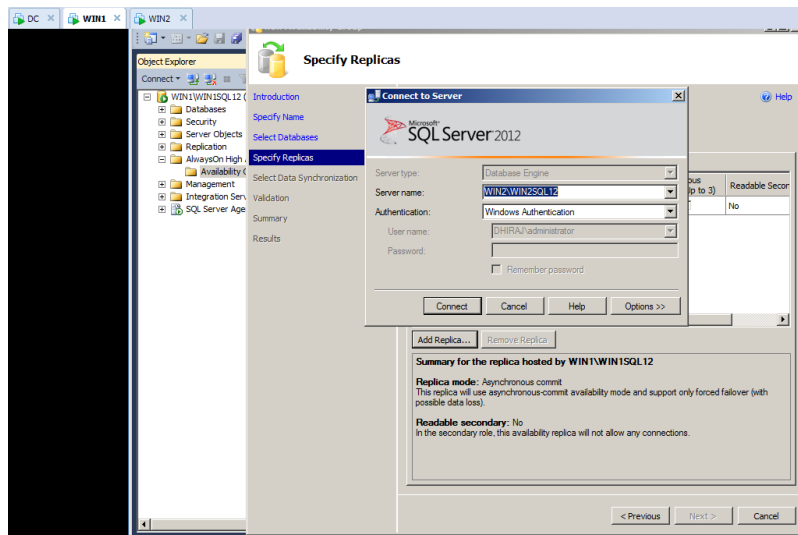 DC
WIN1
WIN2
Object Explorer
Connect
WIN1\WIN1SQL12 (
Databases
Security
Server Objects
Replication
AlwaysOn High
Availability
Management
Integration Serv
SQL Server Age
Specify Replicas
Introduction
Specify Name
Select Databases
Specify Replicas
Select Data Synchronization
Validation
Summary
Results
Help
Connect to Server
Microsoft
SQL Server 2012
Server type: Database Engine
Server name: WIN2\WIN2SQL12
Authentication: Windows Authentication
User name: DHIRAJ\administrator
Password:
Remember password
Connect Cancel Help Options >>
Up to 3) Readable Secon
No
Add Replica... Remove Replica
Summary for the replica hosted by WIN1\WIN1SQL12
Replica mode: Asynchronous commit
This replica will use asynchronous-commit availability mode and support only forced failover (with
possible data loss).
Readable secondary: No
In the secondary role, this availability replica will not allow any connections.
< Previous Next > Cancel